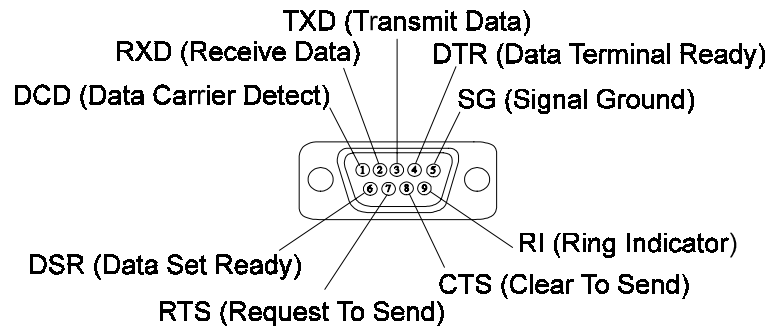 TXD (Transmit Data)
RXD (Receive Data)
DTR (Data Terminal Ready)
DCD (Data Carrier Detect)
SG (Signal Ground)
1 2 3 4 5
6 7 8 9
RI (Ring Indicator)
DSR (Data Set Ready)
CTS (Clear To Send)
RTS (Request To Send)